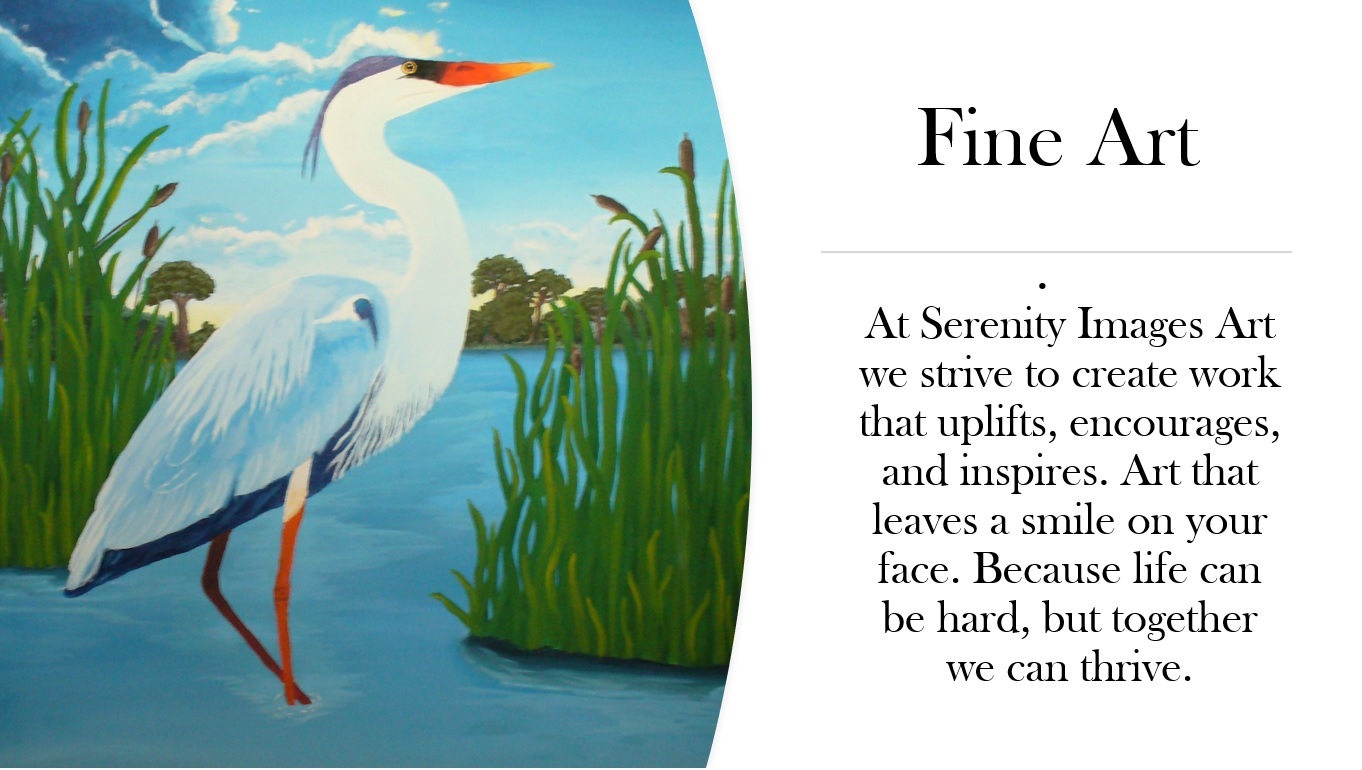 Fine Art
.
At Serenity Images Art
we strive to create work
that uplifts, encourages,
and inspires. Art that
leaves a smile on your
face. Because life can
be hard, but together
we can thrive.